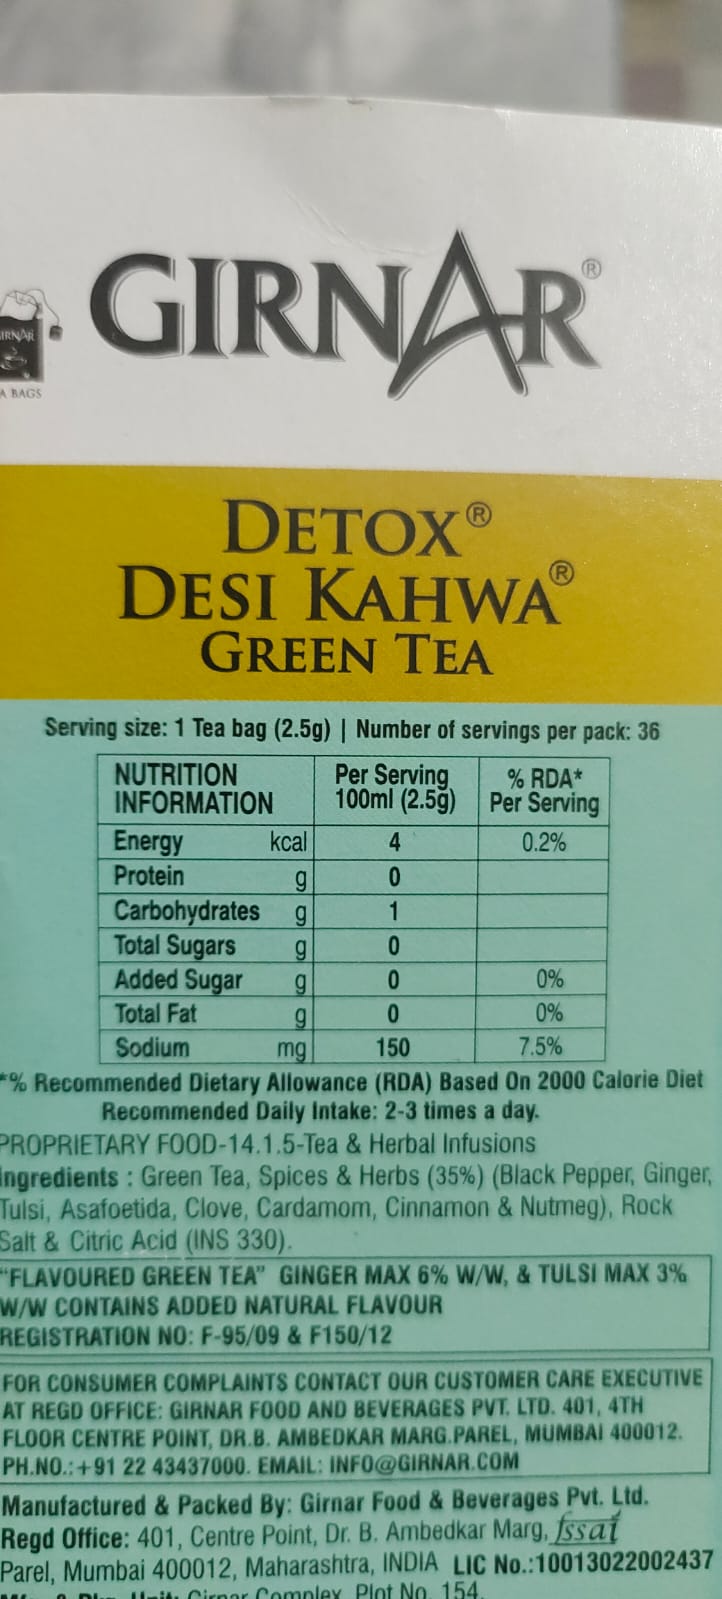 GIRNAR®
GIRNAR
A BAGS
DETOX®
DESI KAHWA®
GREEN TEA
Serving size: 1 Tea bag (2.5g) | Number of servings per pack: 36
NUTRITION INFORMATION Per Serving 100ml (2.5g) % RDA* Per Serving
Energy kcal 4 0.2%
Protein g 0
Carbohydrates g 1
Total Sugars g 0
Added Sugar g 0 0%
Total Fat g 0 0%
Sodium mg 150 7.5%
*% Recommended Dietary Allowance (RDA) Based On 2000 Calorie Diet
Recommended Daily Intake: 2-3 times a day.
PROPRIETARY FOOD-14.1.5-Tea & Herbal Infusions
Ingredients : Green Tea, Spices & Herbs (35%) (Black Pepper, Ginger,
Tulsi, Asafoetida, Clove, Cardamom, Cinnamon & Nutmeg), Rock
Salt & Citric Acid (INS 330).
"FLAVOURED GREEN TEA" GINGER MAX 6% W/W, & TULSI MAX 3%
W/W CONTAINS ADDED NATURAL FLAVOUR
REGISTRATION NO: F-95/09 & F150/12
FOR CONSUMER COMPLAINTS CONTACT OUR CUSTOMER CARE EXECUTIVE
AT REGD OFFICE: GIRNAR FOOD AND BEVERAGES PVT. LTD. 401, 4TH
FLOOR CENTRE POINT, DR.B. AMBEDKAR MARG.PAREL, MUMBAI 400012.
PH.NO.:+91 22 43437000. EMAIL: INFO@GIRNAR.COM
Manufactured & Packed By: Girnar Food & Beverages Pvt. Ltd.
Regd Office: 401, Centre Point, Dr. B. Ambedkar Marg, fssai
Parel, Mumbai 400012, Maharashtra, INDIA LIC No.:10013022002437
Unit: Girnar Complex, Plot No. 154,